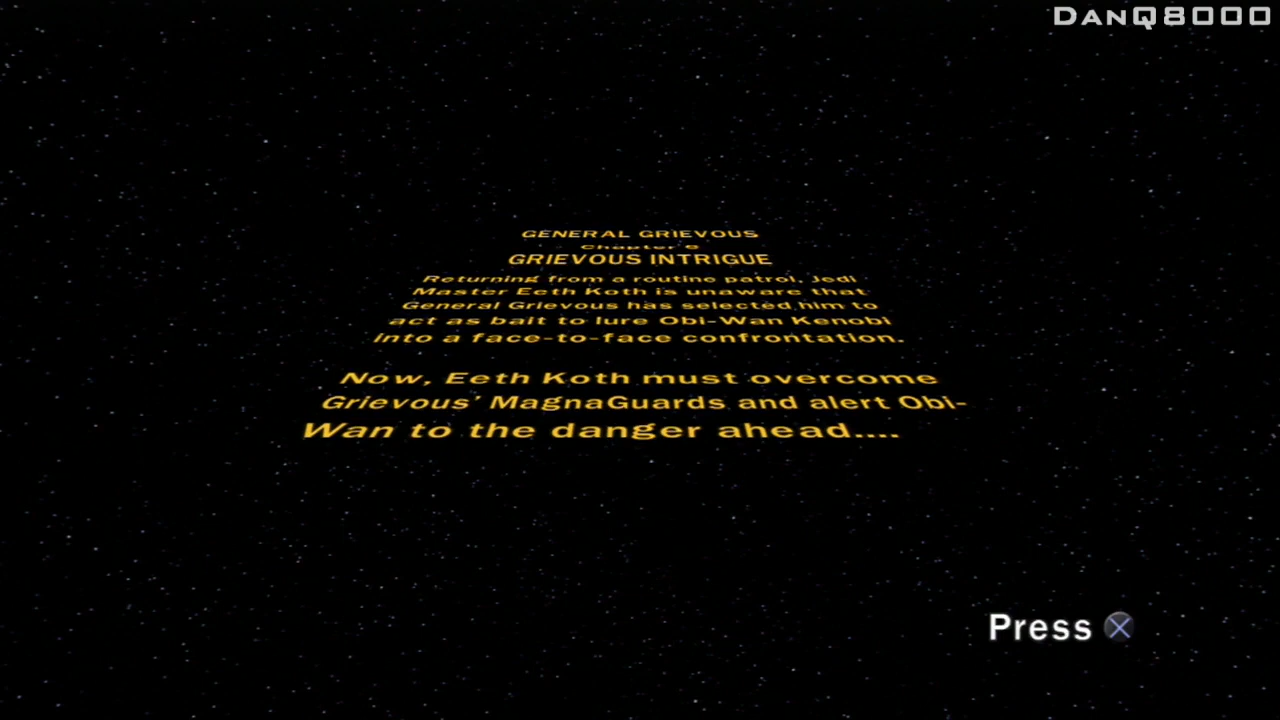 DanQ8000
GENERAL GRIEVOUS
Chapter 6
GRIEVOUS INTRIGUE
Returning from a routine patrol, Jedi
Master Eeth Koth is unaware that
General Grievous has selected him to
act as bait to lure Obi-Wan Kenobi
into a face-to-face confrontation.
Now, Eeth Koth must overcome
Grievous' MagnaGuards and alert Obi-
Wan to the danger ahead....
Press